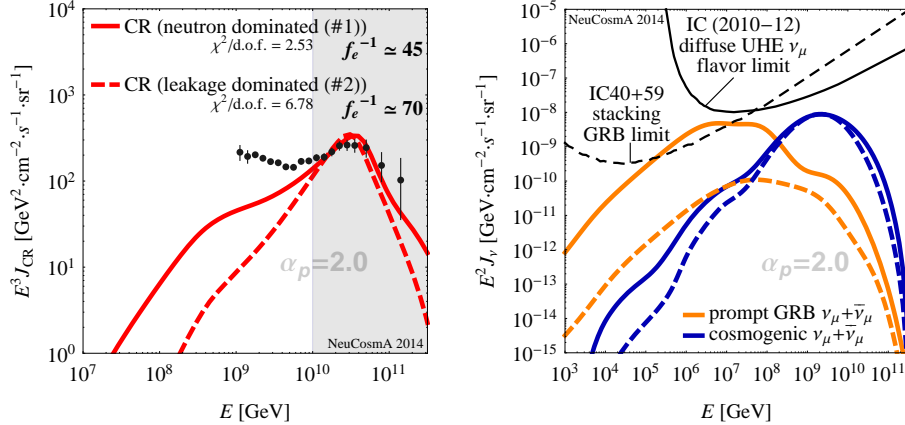 CR (neutron dominated (#1))
χ²/d.o.f. = 2.53
f_e⁻¹ ≃ 45
CR (leakage dominated (#2))
χ²/d.o.f. = 6.78
f_e⁻¹ ≃ 70
α_p=2.0
NeuCosmA 2014
E³J_CR [GeV²·cm⁻²·s⁻¹·sr⁻¹]
10⁵
10⁴
10³
10²
10¹
10⁰
10⁷ 10⁸ 10⁹ 10¹⁰ 10¹¹
E [GeV]
NeuCosmA 2014
IC (2010−12)
diffuse UHE ν_μ
flavor limit
IC40+59
stacking
GRB limit
α_p=2.0
prompt GRB ν_μ+ν̄_μ
cosmogenic ν_μ+ν̄_μ
E²J_ν [GeV·cm⁻²·s⁻¹·sr⁻¹]
10⁻⁵
10⁻⁶
10⁻⁷
10⁻⁸
10⁻⁹
10⁻¹⁰
10⁻¹¹
10⁻¹²
10⁻¹³
10⁻¹⁴
10⁻¹⁵
10³ 10⁴ 10⁵ 10⁶ 10⁷ 10⁸ 10⁹ 10¹⁰ 10¹¹
E [GeV]